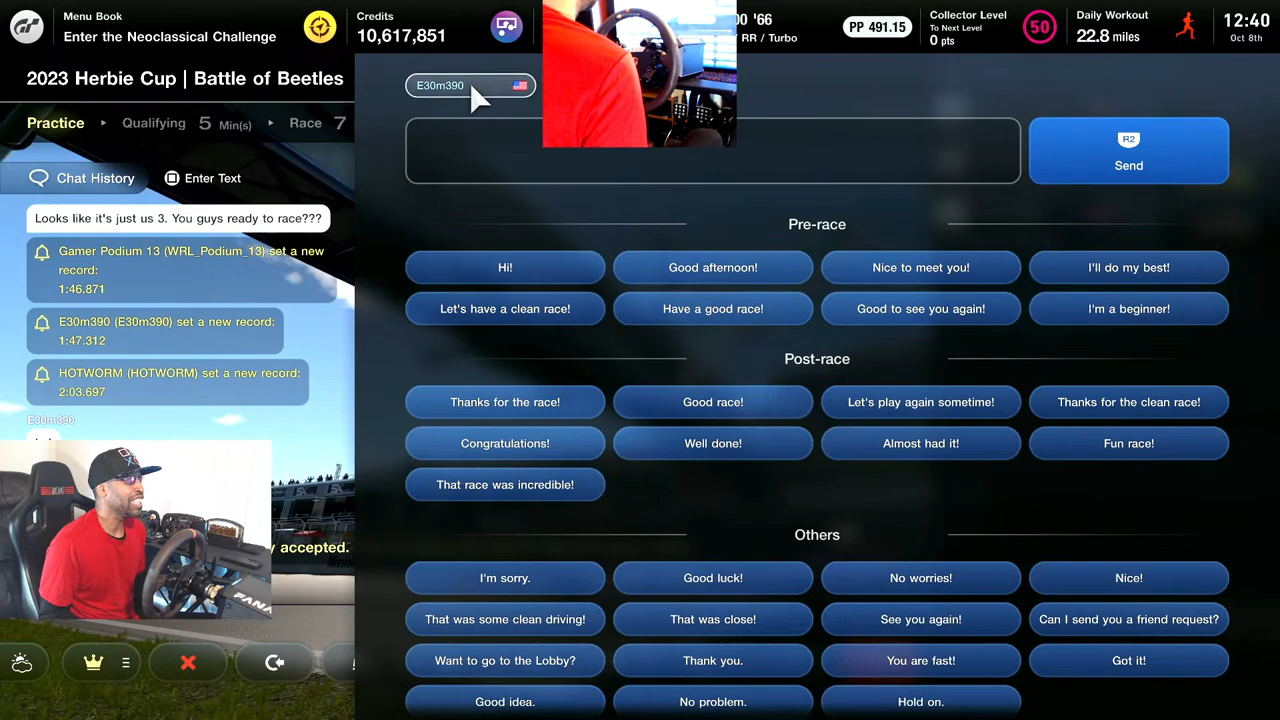 Menu Book
Enter the Neoclassical Challenge
Credits
10,617,851
00 '66
/ RR / Turbo
PP 491.15
Collector Level
To Next Level
0 pts
50
Daily Workout
22.8 miles
12:40
Oct 8th
2023 Herbie Cup | Battle of Beetles
Practice
Qualifying 5 Min(s)
Race 7
Chat History
Enter Text
Looks like it's just us 3. You guys ready to race???
Gamer Podium 13 (WRL_Podium_13) set a new
record:
1:46.871
E30m390 (E30m390) set a new record:
1:47.312
HOTWORM (HOTWORM) set a new record:
2:03.697
E30m390
y accepted.
FANA
E30m390
R2
Send
Pre-race
Hi!
Good afternoon!
Nice to meet you!
I'll do my best!
Let's have a clean race!
Have a good race!
Good to see you again!
I'm a beginner!
Post-race
Thanks for the race!
Good race!
Let's play again sometime!
Thanks for the clean race!
Congratulations!
Well done!
Almost had it!
Fun race!
That race was incredible!
Others
I'm sorry.
Good luck!
No worries!
Nice!
That was some clean driving!
That was close!
See you again!
Can I send you a friend request?
Want to go to the Lobby?
Thank you.
You are fast!
Got it!
Good idea.
No problem.
Hold on.